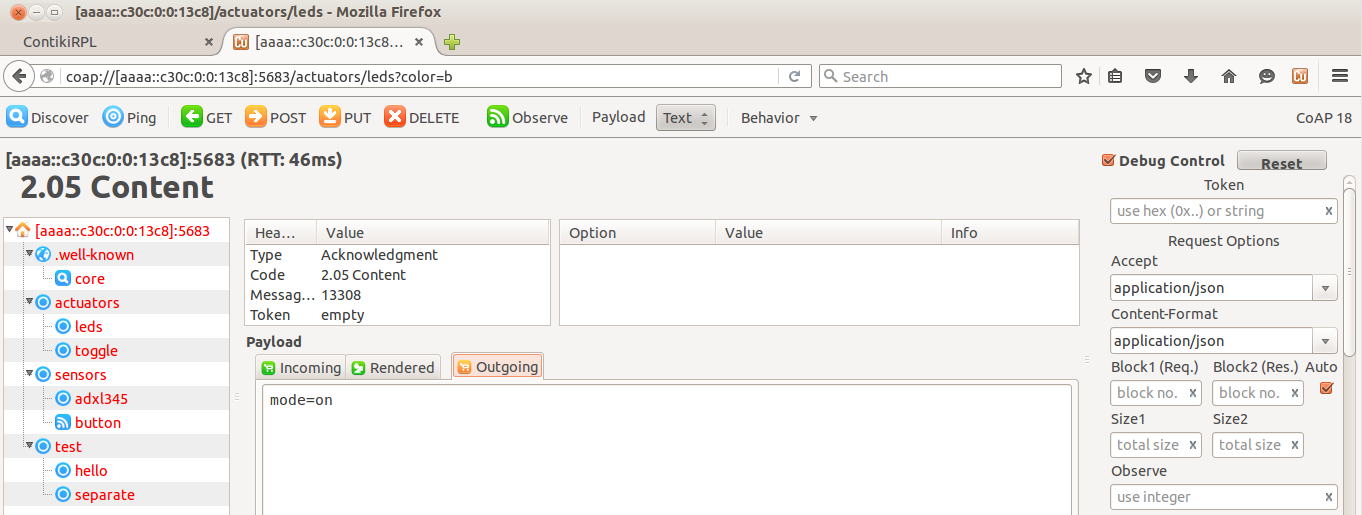 [aaaa::c30c:0:0:13c8]/actuators/leds - Mozilla Firefox
ContikiRPL × [aaaa::c30c:0:0:13c8... ×
coap://[aaaa::c30c:0:0:13c8]:5683/actuators/leds?color=b Search
Discover Ping GET POST PUT DELETE Observe Payload Text Behavior CoAP 18
[aaaa::c30c:0:0:13c8]:5683 (RTT: 46ms)
2.05 Content
[aaaa::c30c:0:0:13c8]:5683
.well-known
core
actuators
leds
toggle
sensors
adxl345
button
test
hello
separate
Hea... Value
Type Acknowledgment
Code 2.05 Content
Messag... 13308
Token empty
Option Value Info
Payload
Incoming Rendered Outgoing
mode=on
Debug Control Reset
Token
use hex (0x..) or string
Request Options
Accept
application/json
Content-Format
application/json
Block1 (Req.) Block2 (Res.) Auto
block no. block no.
Size1 Size2
total size total size
Observe
use integer